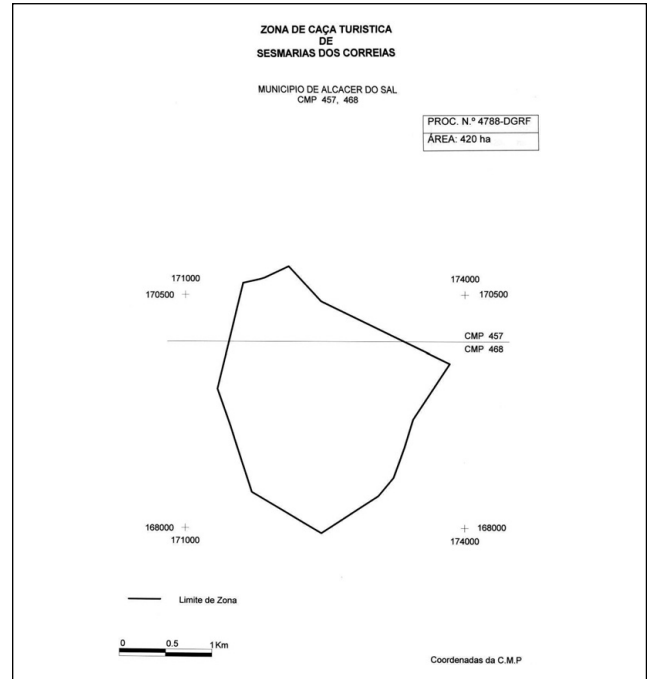 ZONA DE CAÇA TURISTICA
DE
SESMARIAS DOS CORREIAS
MUNICIPIO DE ALCACER DO SAL
CMP 457, 468
PROC. N.º 4788-DGRF
ÁREA: 420 ha
171000
170500
174000
170500
CMP 457
CMP 468
168000
171000
168000
174000
Limite de Zona
0 0.5 1 Km
Coordenadas da C.M.P